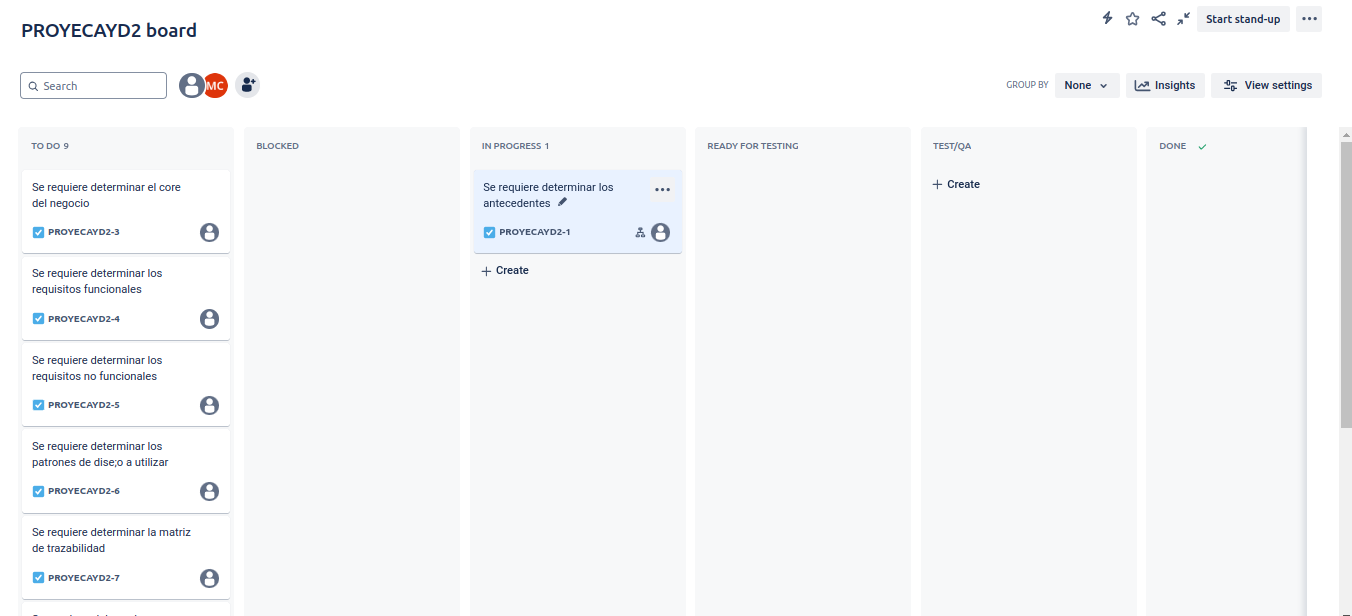 PROYECAYD2 board
Start stand-up
Search
MC
GROUP BY
None
Insights
View settings
TO DO 9
Se requiere determinar el core
del negocio
PROYECAYD2-3
Se requiere determinar los
requisitos funcionales
PROYECAYD2-4
Se requiere determinar los
requisitos no funcionales
PROYECAYD2-5
Se requiere determinar los
patrones de dise;o a utilizar
PROYECAYD2-6
Se requiere determinar la matriz
de trazabilidad
PROYECAYD2-7
BLOCKED
IN PROGRESS 1
Se requiere determinar los
antecedentes
PROYECAYD2-1
Create
READY FOR TESTING
TEST/QA
Create
DONE